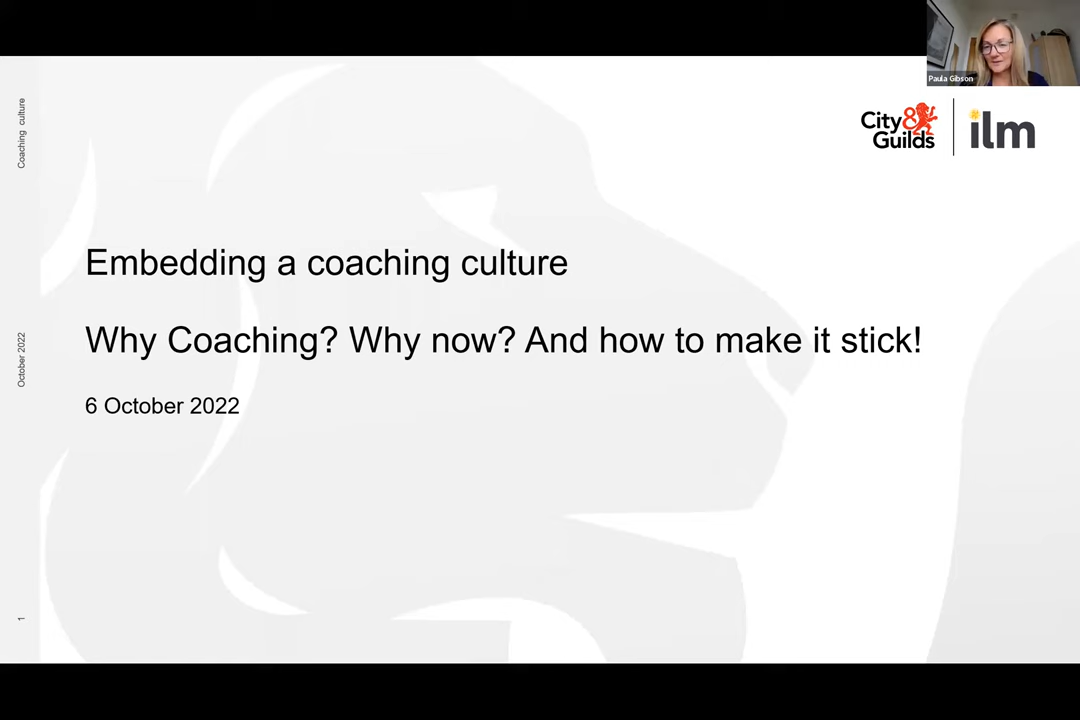 Paula Gibson
City&
Guilds
ilm
Coaching culture
Embedding a coaching culture
Why Coaching? Why now? And how to make it stick!
October 2022
6 October 2022
1